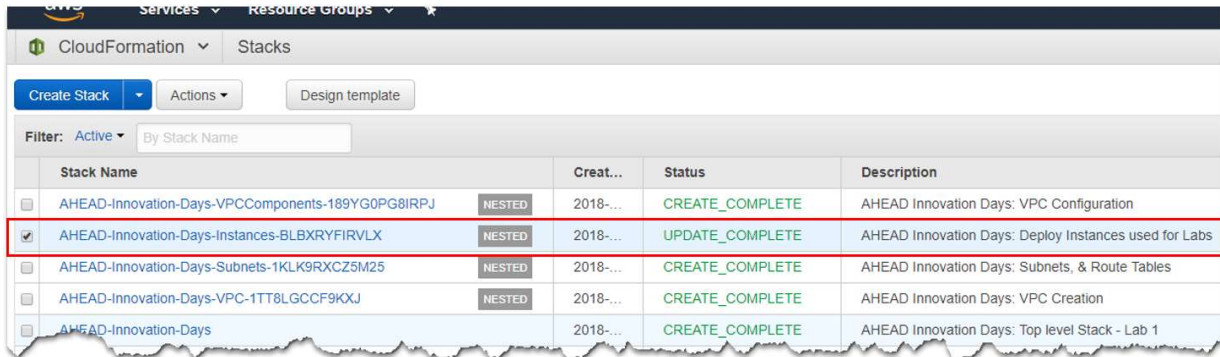 aws Services Resource Groups
CloudFormation Stacks
Create Stack Actions Design template
Filter: Active By Stack Name
Stack Name Creat... Status Description
AHEAD-Innovation-Days-VPCComponents-189YG0PG8IRPJ NESTED 2018-... CREATE_COMPLETE AHEAD Innovation Days: VPC Configuration
AHEAD-Innovation-Days-Instances-BLBXRYFIRVLX NESTED 2018-... UPDATE_COMPLETE AHEAD Innovation Days: Deploy Instances used for Labs
AHEAD-Innovation-Days-Subnets-1KLK9RXCZ5M25 NESTED 2018-... CREATE_COMPLETE AHEAD Innovation Days: Subnets, & Route Tables
AHEAD-Innovation-Days-VPC-1TT8LGCCF9KXJ NESTED 2018-... CREATE_COMPLETE AHEAD Innovation Days: VPC Creation
AHEAD-Innovation-Days 2018-... CREATE_COMPLETE AHEAD Innovation Days: Top level Stack - Lab 1